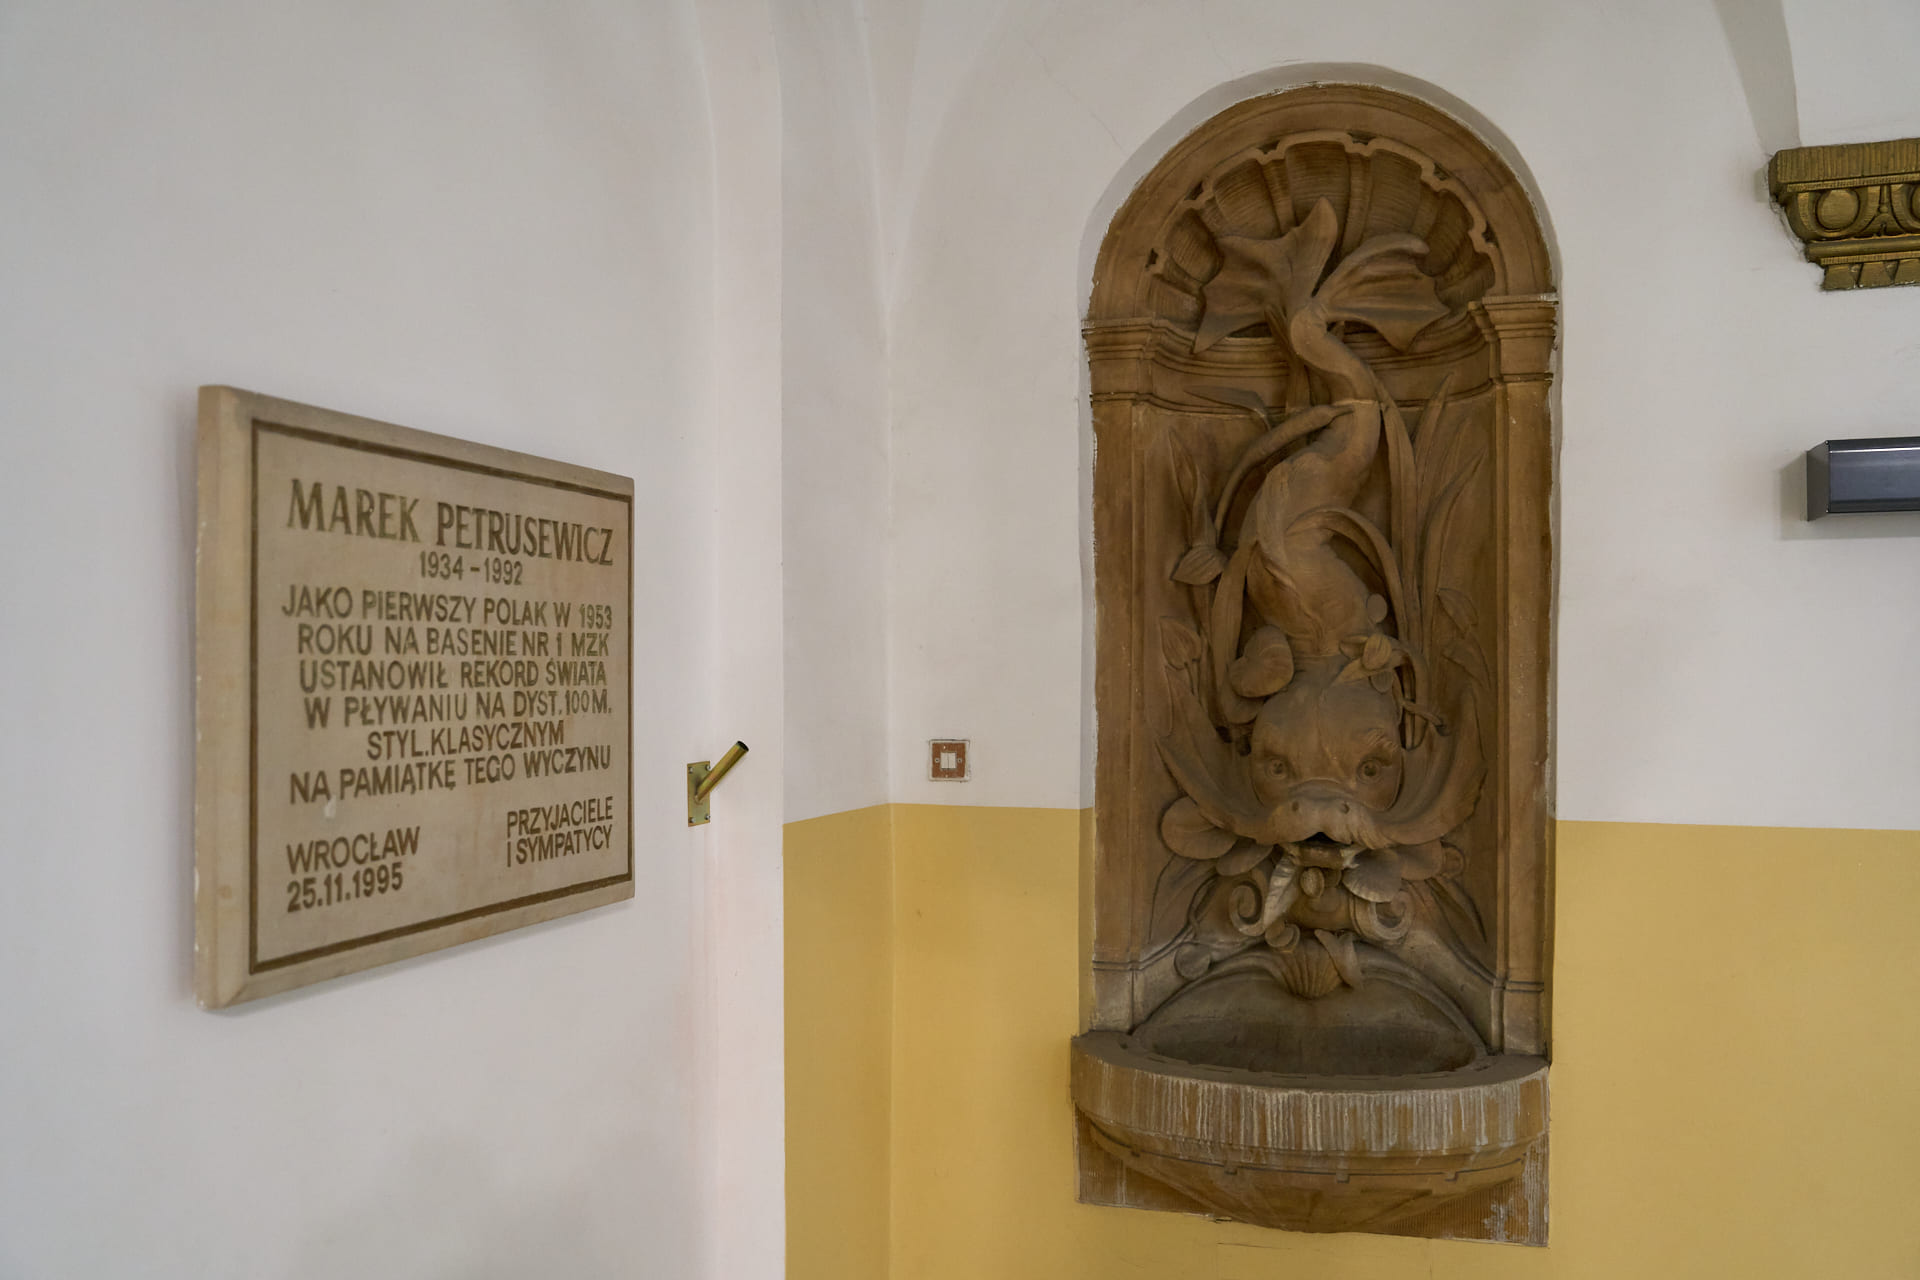 MAREK PETRUSEWICZ
1934-1992
JAKO PIERWSZY POLAK W 1953
ROKU NA BASENIE NR 1 MZK
USTANOWIŁ REKORD ŚWIATA
W PŁYWANIU NA DYST.100M.
STYL.KLASYCZNYM
NA PAMIĄTKĘ TEGO WYCZYNU
WROCŁAW
25.11.1995
PRZYJACIELE
I SYMPATYCY